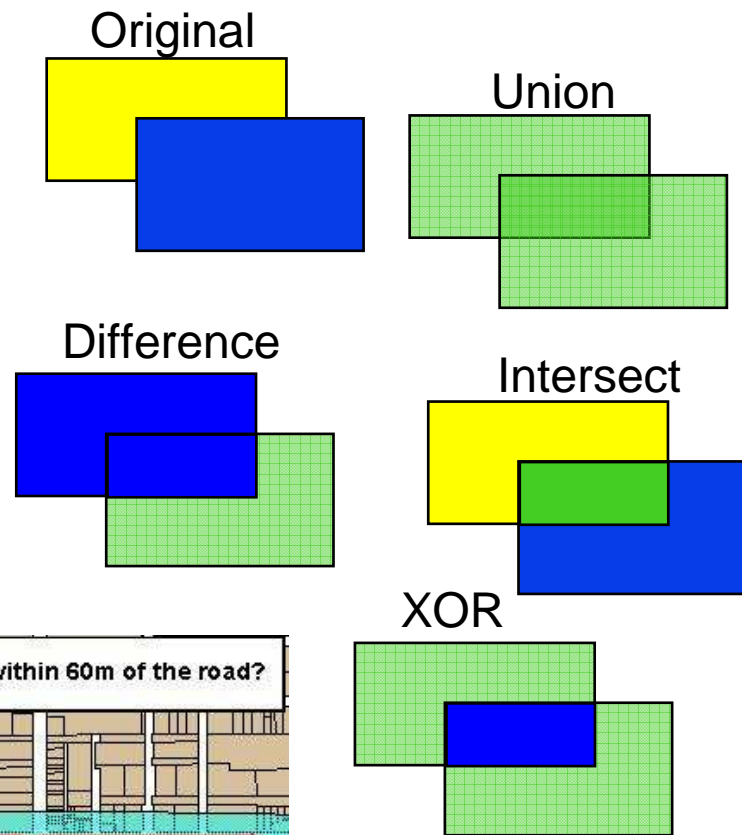 Original
Union
Difference
Intersect
XOR
within 60m of the road?